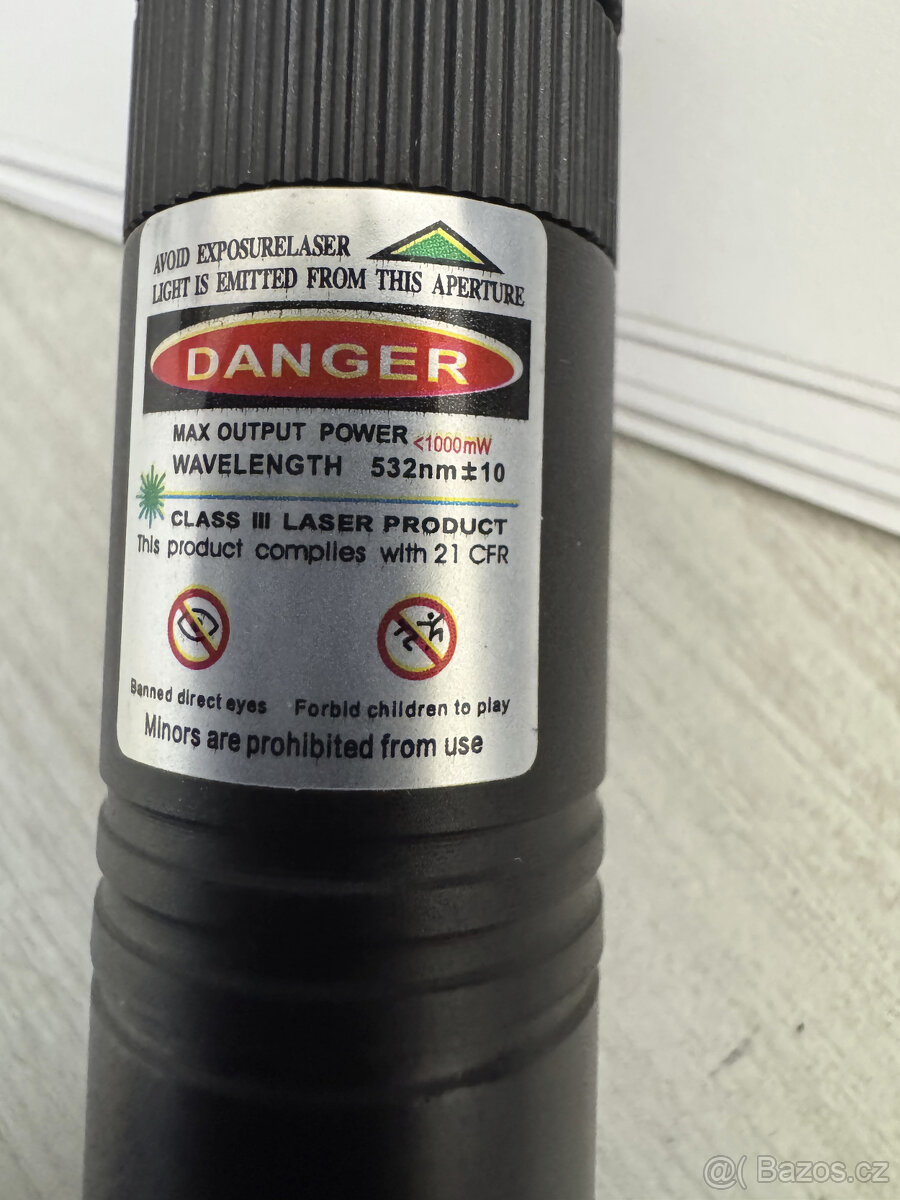 AVOID EXPOSURELASER
LIGHT IS EMITTED FROM THIS APERTURE
DANGER
MAX OUTPUT POWER <1000mW
WAVELENGTH 532nm±10
CLASS III LASER PRODUCT
This product complies with 21 CFR
Banned direct eyes Forbid children to play
Minors are prohibited from use
@( Bazos.cz